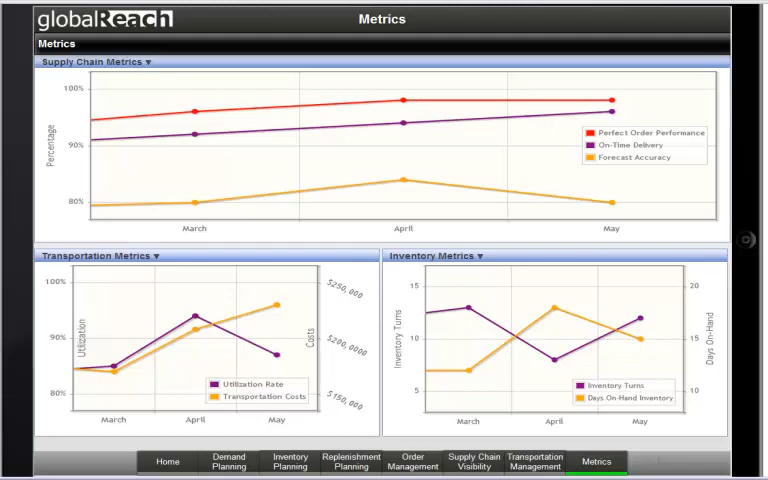 globalReach
Metrics
Metrics
Supply Chain Metrics ▼
100%
90%
80%
Percentage
Perfect Order Performance
On-Time Delivery
Forecast Accuracy
March April May
Transportation Metrics ▼
100%
90%
80%
Utilization
$250,000
$200,000
$150,000
Costs
Utilization Rate
Transportation Costs
March April May
Inventory Metrics ▼
15
10
5
Inventory Turns
20
15
10
Days On-Hand
Inventory Turns
Days On-Hand Inventory
March April May
Home
Demand
Planning
Inventory
Planning
Replenishment
Planning
Order
Management
Supply Chain
Visibility
Transportation
Management
Metrics